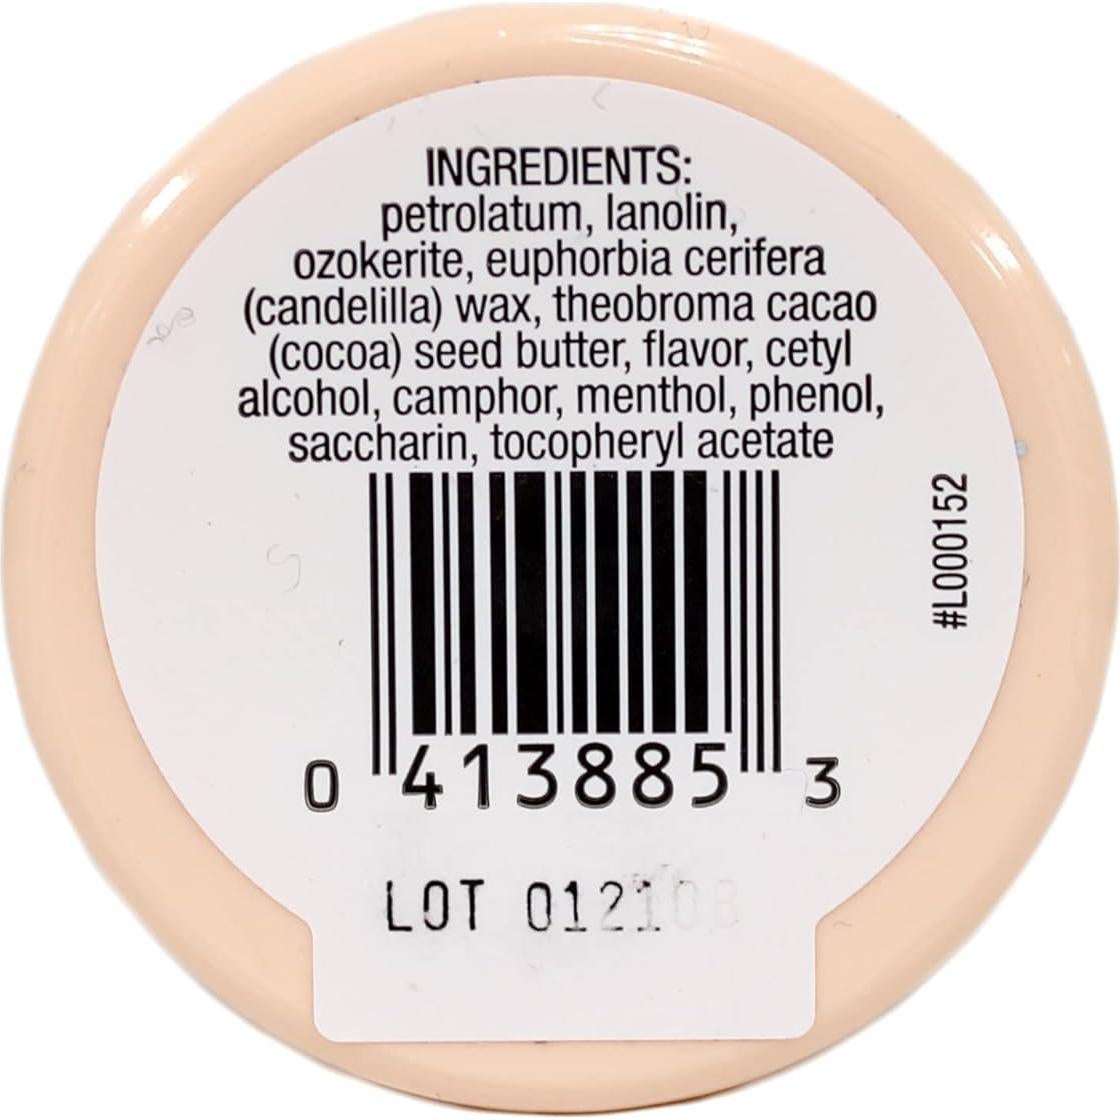 INGREDIENTS:
petrolatum, lanolin,
ozokerite, euphorbia cerifera
(candelilla) wax, theobroma cacao
(cocoa) seed butter, flavor, cetyl
alcohol, camphor, menthol, phenol,
saccharin, tocopheryl acetate
#L000152
0 413885 3
LOT